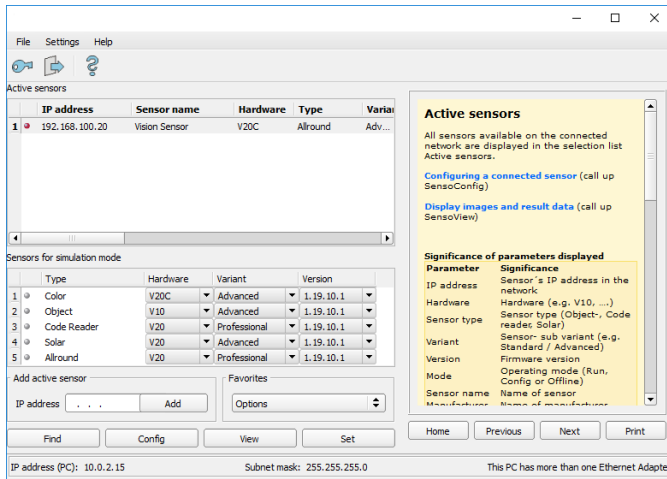 File Settings Help
Active sensors
IP address Sensor name Hardware Type Varian
1 192.168.100.20 Vision Sensor V20C Allround Adv...
Sensors for simulation mode
Type Hardware Variant Version
1 Color V20C Advanced 1.19.10.1
2 Object V10 Advanced 1.19.10.1
3 Code Reader V20 Professional 1.19.10.1
4 Solar V20 Advanced 1.19.10.1
5 Allround V20 Professional 1.19.10.1
Add active sensor
IP address . . . Add
Favorites
Options
Find Config View Set
Active sensors
All sensors available on the connected
network are displayed in the selection list
Active sensors.
Configuring a connected sensor (call up
SensoConfig)
Display images and result data (call up
SensoView)
Significance of parameters displayed
Parameter Significance
IP address Sensor´s IP address in the
network
Hardware Hardware (e.g. V10, ....)
Sensor type Sensor type (Object-, Code
reader, Solar)
Variant Sensor- sub variant (e.g.
Standard / Advanced)
Version Firmware version
Mode Operating mode (Run,
Config or Offline)
Sensor name Name of sensor
Manufacturer Name of manufacturer
Home Previous Next Print
IP address (PC): 10.0.2.15 Subnet mask: 255.255.255.0 This PC has more than one Ethernet Adapte